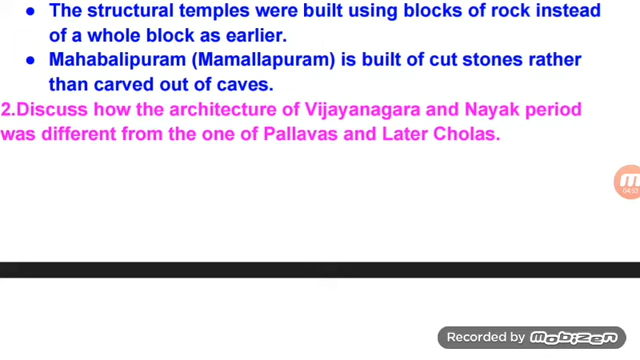 ● The structural temples were built using blocks of rock instead
of a whole block as earlier.
● Mahabalipuram (Mamallapuram) is built of cut stones rather
than carved out of caves.
2.Discuss how the architecture of Vijayanagara and Nayak period
was different from the one of Pallavas and Later Cholas.
04:53
Recorded by mobizen